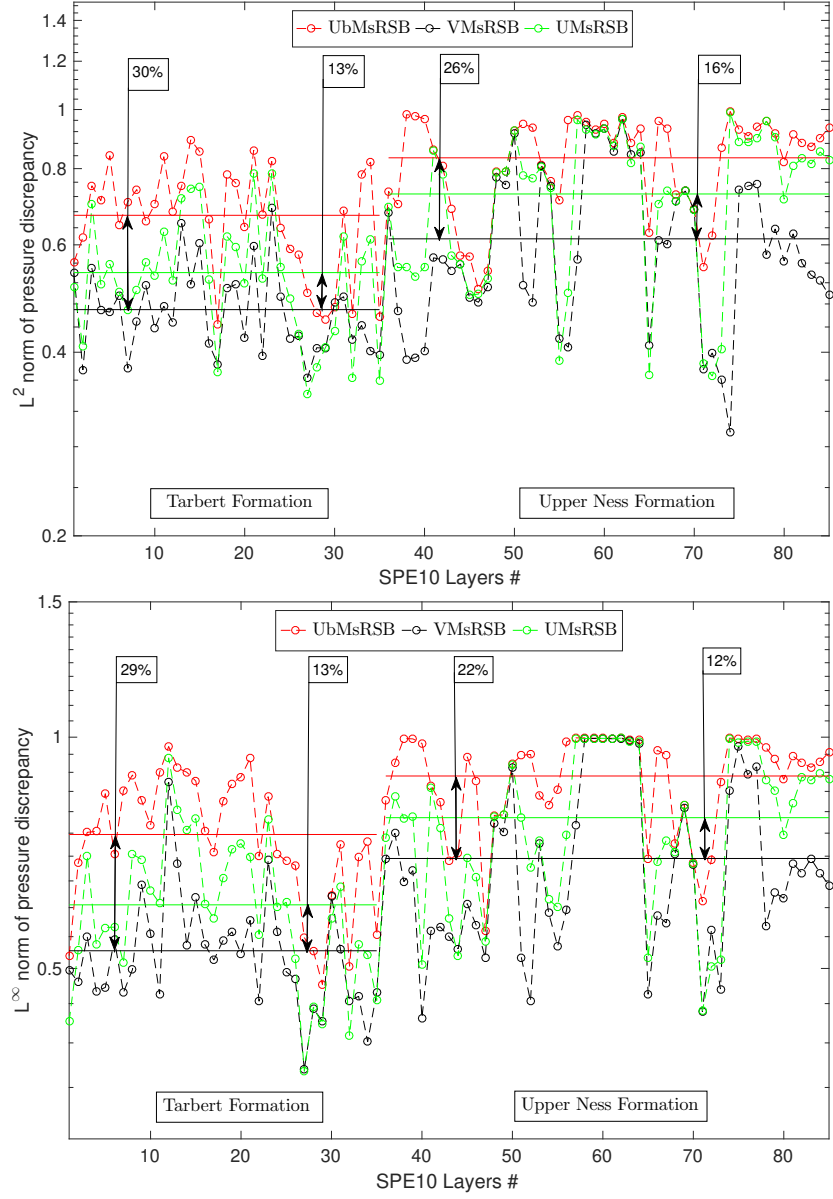 1.4
UbMsRSB VMsRSB UMsRSB
1
30%
13%
26%
16%
0.8
0.6
0.4
0.2
L² norm of pressure discrepancy
Tarbert Formation
Upper Ness Formation
10 20 30 40 50 60 70 80
SPE10 Layers #
1.5
UbMsRSB VMsRSB UMsRSB
29%
13%
22%
12%
1
0.5
L∞ norm of pressure discrepancy
Tarbert Formation
Upper Ness Formation
10 20 30 40 50 60 70 80
SPE10 Layers #